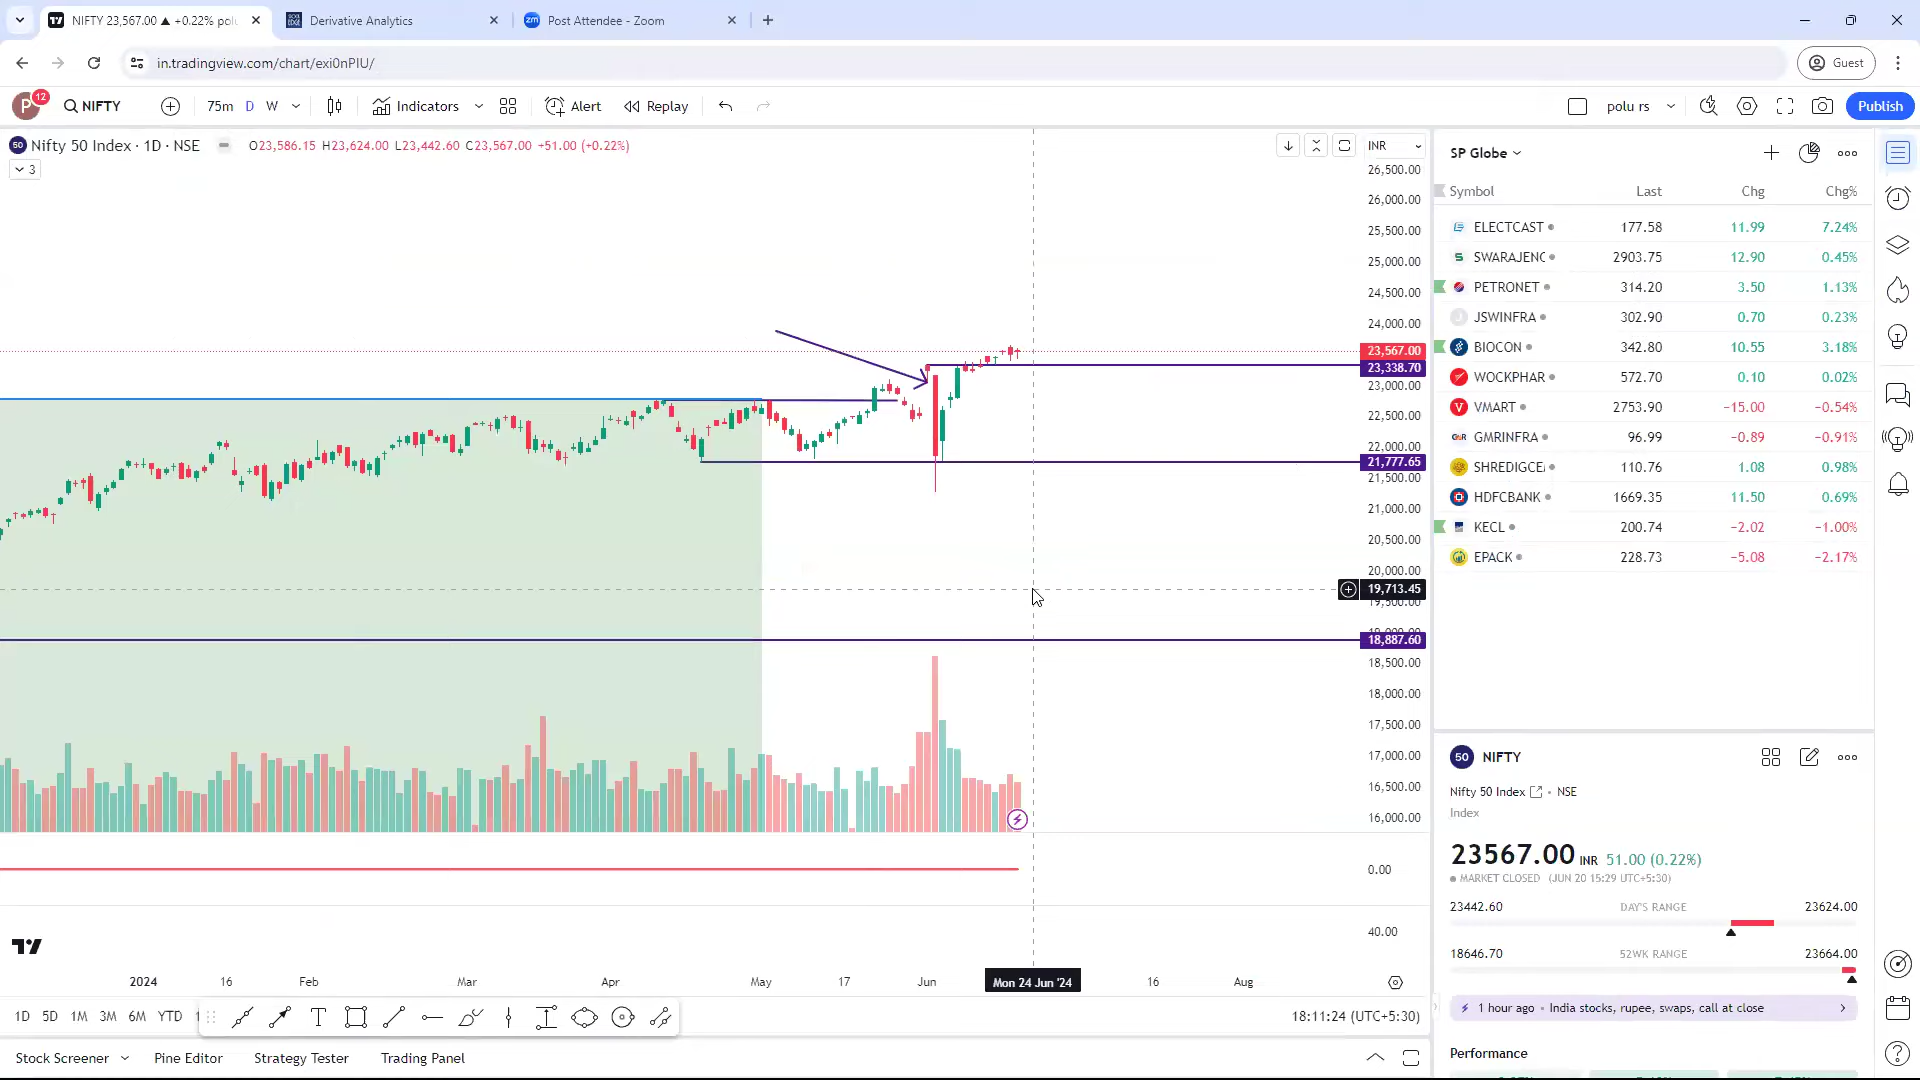 NIFTY 23,567.00 ▲ +0.22% polu
Derivative Analytics
zm Post Attendee - Zoom
in.tradingview.com/chart/exi0nPIU/
Guest
P 12 NIFTY 75m D W Indicators Alert Replay polu rs Publish
50 Nifty 50 Index · 1D · NSE O23,586.15 H23,624.00 L23,442.60 C23,567.00 +51.00 (+0.22%)
3
INR
26,500.00
26,000.00
25,500.00
25,000.00
24,500.00
24,000.00
23,567.00
23,338.70
23,000.00
22,500.00
22,000.00
21,777.65
21,500.00
21,000.00
20,500.00
20,000.00
19,713.45
19,500.00
18,887.60
18,500.00
18,000.00
17,500.00
17,000.00
16,500.00
16,000.00
0.00
40.00
2024 16 Feb Mar Apr May 17 Jun Mon 24 Jun '24 16 Aug
1D 5D 1M 3M 6M YTD
18:11:24 (UTC+5:30)
Stock Screener Pine Editor Strategy Tester Trading Panel
SP Globe
Symbol Last Chg Chg%
ELECTCAST 177.58 11.99 7.24%
SWARAJENG 2903.75 12.90 0.45%
PETRONET 314.20 3.50 1.13%
JSWINFRA 302.90 0.70 0.23%
BIOCON 342.80 10.55 3.18%
WOCKPHAR 572.70 0.10 0.02%
VMART 2753.90 −15.00 −0.54%
GMRINFRA 96.99 −0.89 −0.91%
SHREDIGCE 110.76 1.08 0.98%
HDFCBANK 1669.35 11.50 0.69%
KECL 200.74 −2.02 −1.00%
EPACK 228.73 −5.08 −2.17%
50 NIFTY
Nifty 50 Index · NSE
Index
23567.00 INR 51.00 (0.22%)
MARKET CLOSED (JUN 20 15:29 UTC+5:30)
23442.60 DAY'S RANGE 23624.00
18646.70 52WK RANGE 23664.00
1 hour ago · India stocks, rupee, swaps, call at close
Performance